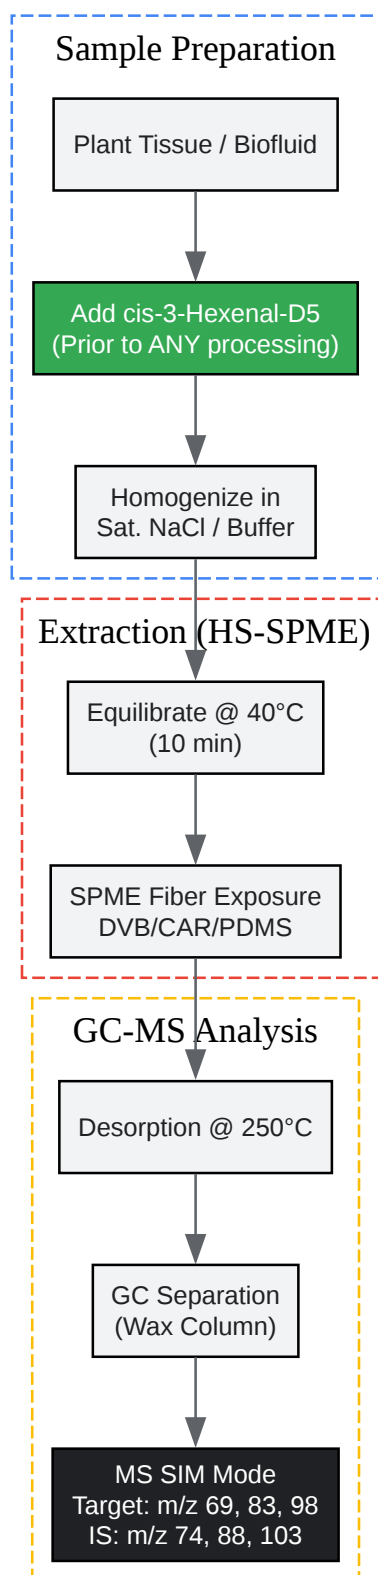 Sample Preparation
Plant Tissue / Biofluid
Add cis-3-Hexenal-D5
(Prior to ANY processing)
Homogenize in
Sat. NaCl / Buffer
Extraction (HS-SPME)
Equilibrate @ 40°C
(10 min)
SPME Fiber Exposure
DVB/CAR/PDMS
GC-MS Analysis
Desorption @ 250°C
GC Separation
(Wax Column)
MS SIM Mode
Target: m/z 69, 83, 98
IS: m/z 74, 88, 103